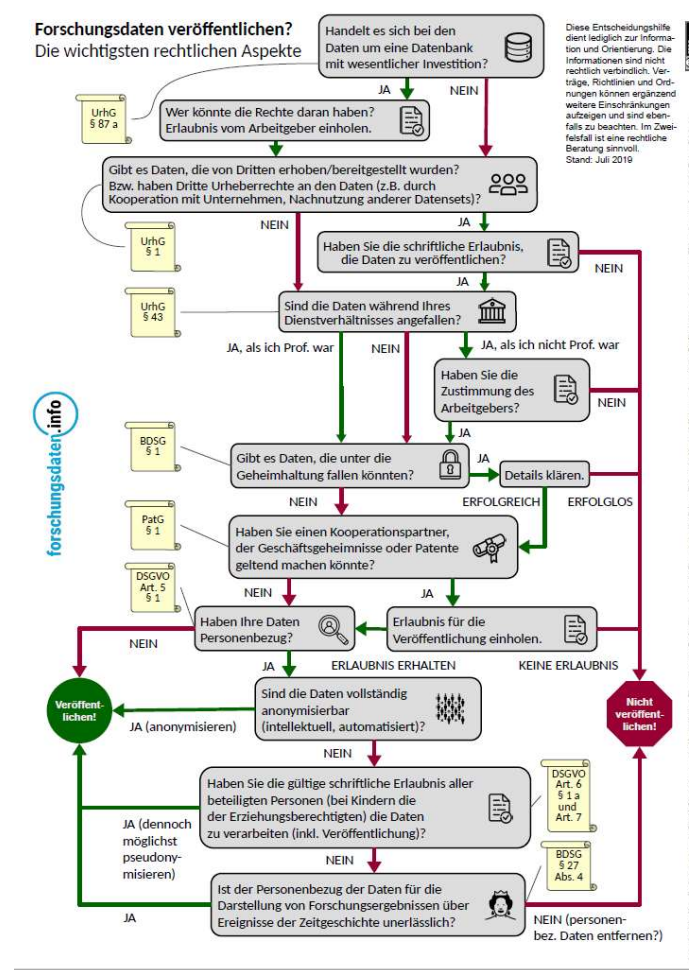 Forschungsdaten veröffentlichen?
Die wichtigsten rechtlichen Aspekte
Handelt es sich bei den
Daten um eine Datenbank
mit wesentlicher Investition?
Diese Entscheidungshilfe
dient lediglich zur Informa-
tion und Orientierung. Die
Informationen sind nicht
rechtlich verbindlich. Ver-
träge, Richtlinien und Ord-
nungen können ergänzend
weitere Einschränkungen
aufzeigen und sind eben-
falls zu beachten. Im Zwei-
felsfall ist eine rechtliche
Beratung sinnvoll.
Stand: Juli 2019
JA
NEIN
UrhG
§ 87 a
Wer könnte die Rechte daran haben?
Erlaubnis vom Arbeitgeber einholen.
Gibt es Daten, die von Dritten erhoben/bereitgestellt wurden?
Bzw. haben Dritte Urheberrechte an den Daten (z.B. durch
Kooperation mit Unternehmen, Nachnutzung anderer Datensets)?
NEIN
JA
UrhG
§ 1
Haben Sie die schriftliche Erlaubnis,
die Daten zu veröffentlichen?
NEIN
JA
UrhG
§ 43
Sind die Daten während Ihres
Dienstverhältnisses angefallen?
JA, als ich Prof. war
NEIN
JA, als ich nicht Prof. war
Haben Sie die
Zustimmung des
Arbeitgebers?
NEIN
JA
forschungsdaten.info
BDSG
§ 1
Gibt es Daten, die unter die
Geheimhaltung fallen könnten?
JA
Details klären.
NEIN
ERFOLGREICH
ERFOLGLOS
PatG
§ 1
Haben Sie einen Kooperationspartner,
der Geschäftsgeheimnisse oder Patente
geltend machen könnte?
DSGVO
Art. 5
§ 1
NEIN
JA
Haben Ihre Daten
Personenbezug?
Erlaubnis für die
Veröffentlichung einholen.
NEIN
JA
ERLAUBNIS ERHALTEN
KEINE ERLAUBNIS
Veröffent-
lichen!
Sind die Daten vollständig
anonymisierbar
(intellektuell, automatisiert)?
Nicht
veröffent-
lichen!
JA (anonymisieren)
NEIN
Haben Sie die gültige schriftliche Erlaubnis aller
beteiligten Personen (bei Kindern die
der Erziehungsberechtigten) die Daten
zu verarbeiten (inkl. Veröffentlichung)?
DSGVO
Art. 6
§ 1 a
und
Art. 7
JA (dennoch
möglichst
pseudony-
misieren)
NEIN
BDSG
§ 27
Abs. 4
Ist der Personenbezug der Daten für die
Darstellung von Forschungsergebnissen über
Ereignisse der Zeitgeschichte unerlässlich?
JA
NEIN (personen-
bez. Daten entfernen?)